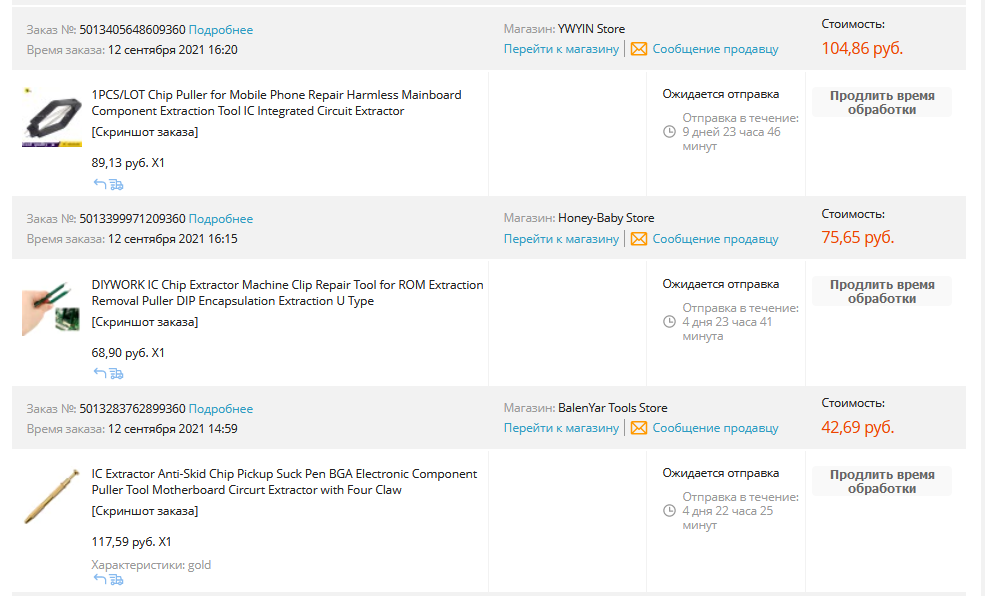 Заказ №: 5013405648609360 Подробнее
Время заказа: 12 сентября 2021 16:20
Магазин: YWYIN Store
Перейти к магазину | Сообщение продавцу
Стоимость:
104,86 руб.
1PCS/LOT Chip Puller for Mobile Phone Repair Harmless Mainboard
Component Extraction Tool IC Integrated Circuit Extractor
[Скриншот заказа]
89,13 руб. X1
Ожидается отправка
Отправка в течение:
9 дней 23 часа 46
минут
Продлить время
обработки
Заказ №: 5013399971209360 Подробнее
Время заказа: 12 сентября 2021 16:15
Магазин: Honey-Baby Store
Перейти к магазину | Сообщение продавцу
Стоимость:
75,65 руб.
DIYWORK IC Chip Extractor Machine Clip Repair Tool for ROM Extraction
Removal Puller DIP Encapsulation Extraction U Type
[Скриншот заказа]
68,90 руб. X1
Ожидается отправка
Отправка в течение:
4 дня 23 часа 41
минута
Продлить время
обработки
Заказ №: 5013283762899360 Подробнее
Время заказа: 12 сентября 2021 14:59
Магазин: BalenYar Tools Store
Перейти к магазину | Сообщение продавцу
Стоимость:
42,69 руб.
IC Extractor Anti-Skid Chip Pickup Suck Pen BGA Electronic Component
Puller Tool Motherboard Circurt Extractor with Four Claw
[Скриншот заказа]
117,59 руб. X1
Характеристики: gold
Ожидается отправка
Отправка в течение:
4 дня 22 часа 25
минут
Продлить время
обработки